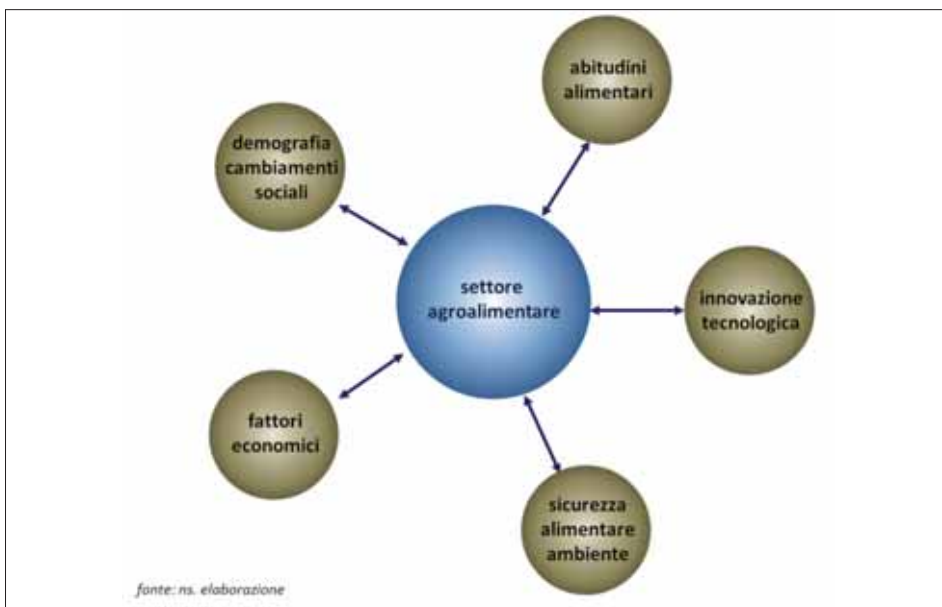 abitudini
alimentari
demografia
cambiamenti
sociali
settore
agroalimentare
innovazione
tecnologica
fattori
economici
sicurezza
alimentare
ambiente
fonte: ns. elaborazione